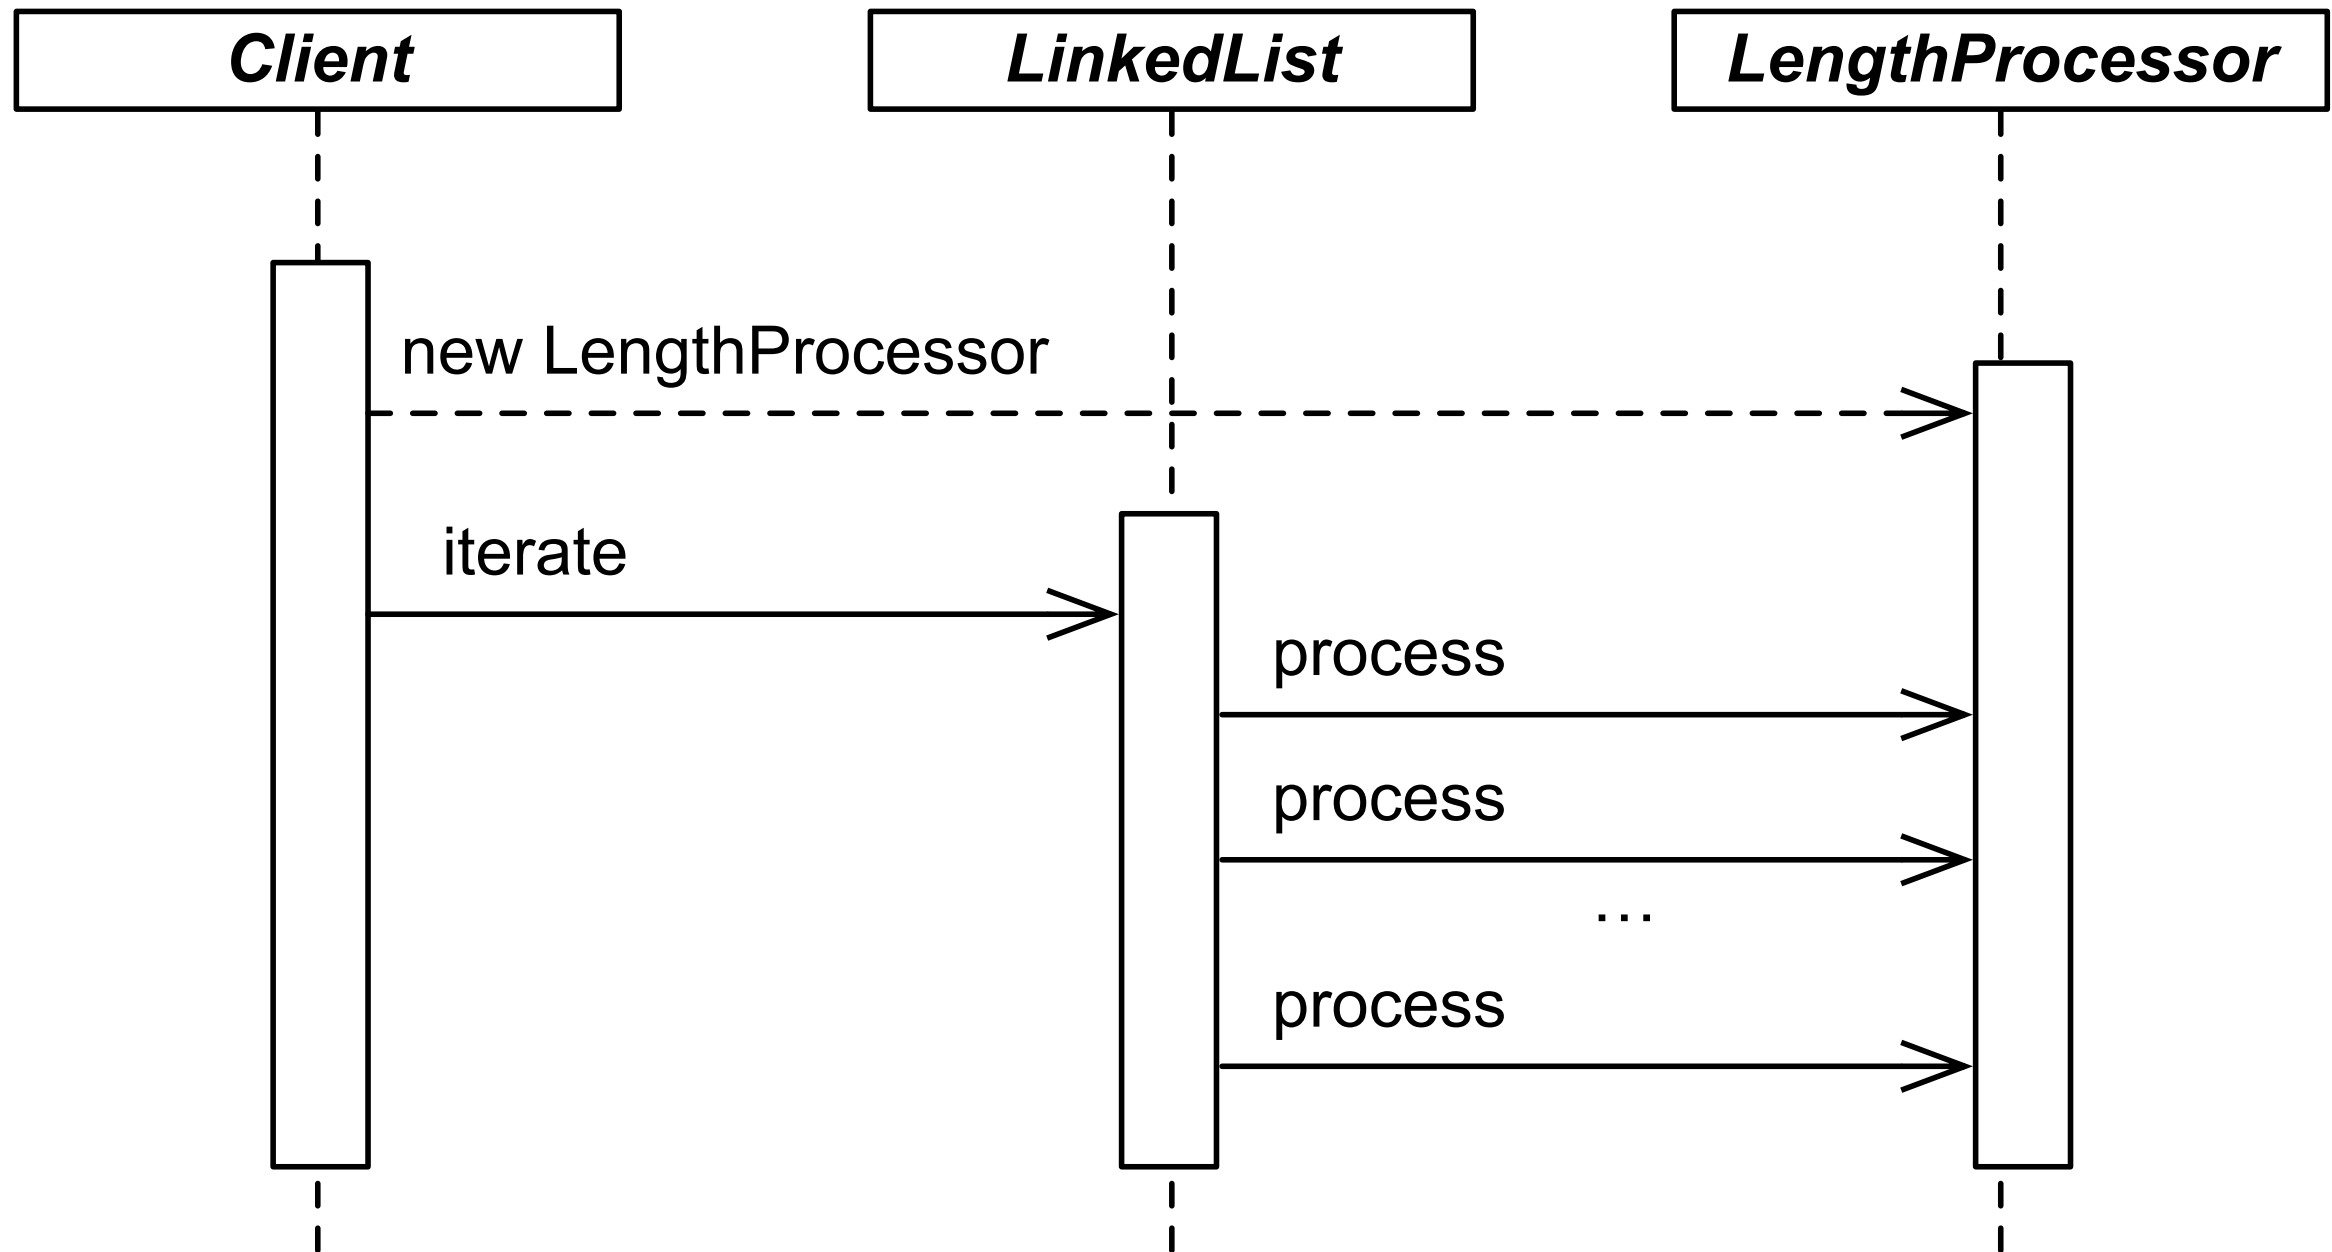 Client
LinkedList
LengthProcessor
new LengthProcessor
iterate
process
process
...
process